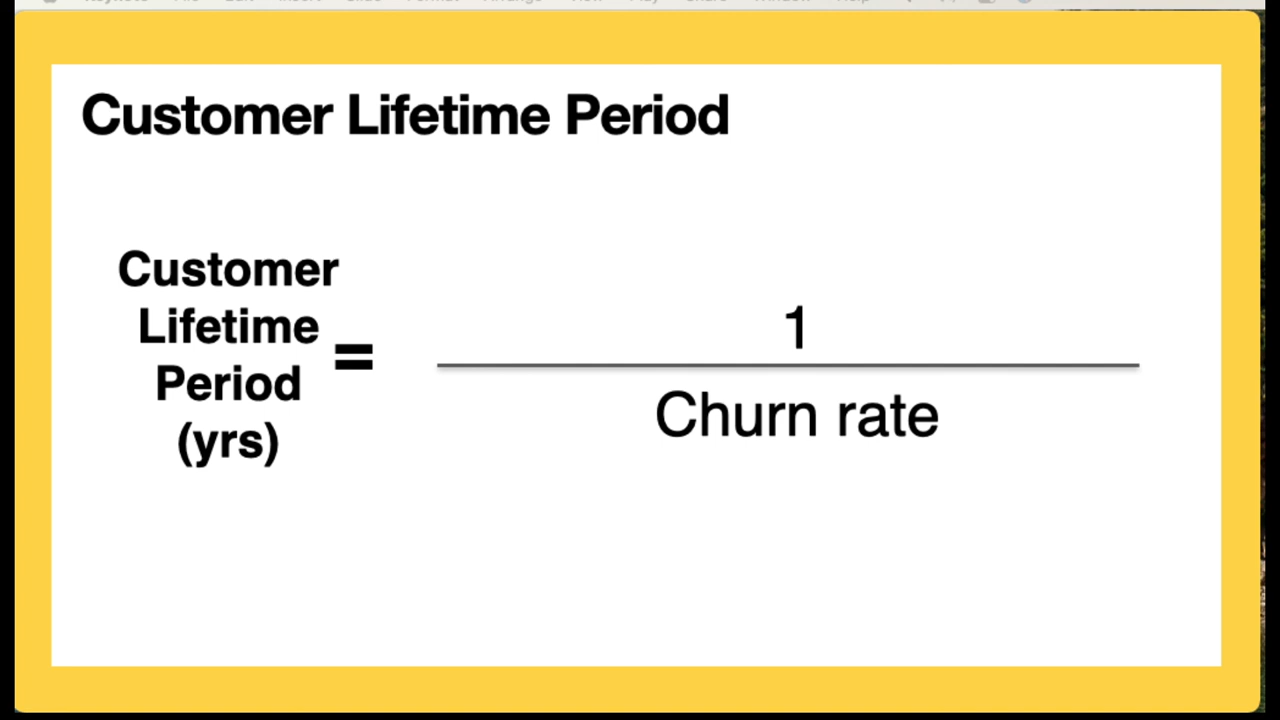 Customer Lifetime Period
Customer
Lifetime
Period
(yrs)
=
1
Churn rate